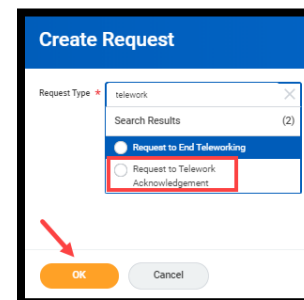 Create Request
Request Type * telework
Search Results (2)
Request to End Teleworking
Request to Telework
Acknowledgement
OK Cancel